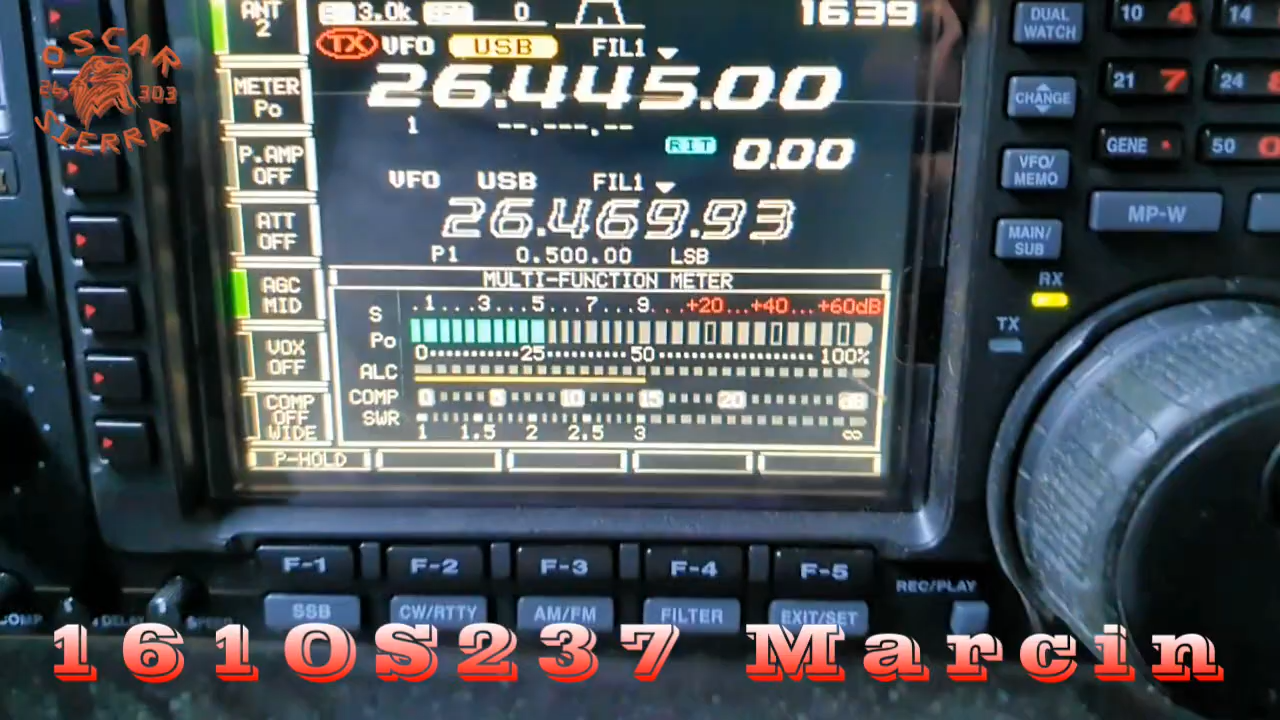 OSCAR
26 303
SIERRA
ANT
2
3.0k 0
1639
TX VFO USB FIL1
26.445.00
1 --.---.--
RIT 0.00
VFO USB FIL1
26.469.93
P1 0.500.00 LSB
METER
Po
P.AMP
OFF
ATT
OFF
AGC
MID
VOX
OFF
COMP
OFF
WIDE
MULTI-FUNCTION METER
S .1...3...5...7...9...+20...+40...+60dB
Po 0 25 50 100%
ALC
COMP 0 5 10 15 20 dB
SWR 1 1.5 2 2.5 3 ∞
P-HOLD
DUAL
WATCH
10 4
14
CHANGE
21 7
24 8
VFO/
MEMO
GENE •
50 0
MP-W
MAIN/
SUB
RX
TX
F-1 F-2 F-3 F-4 F-5
SSB CW/RTTY AM/FM FILTER EXIT/SET
REC/PLAY
COMP DELAY
161OS237 Marcin